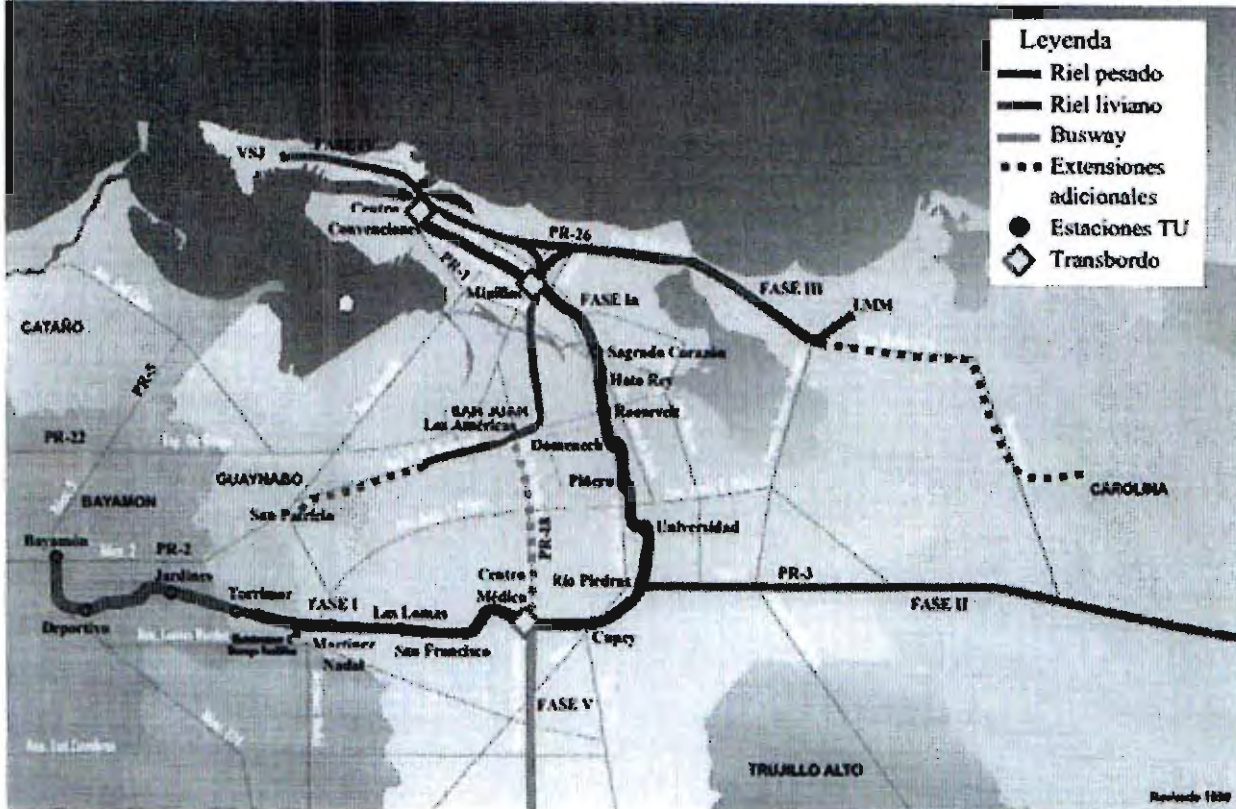 Leyenda
Riel pesado
Riel liviano
Busway
Extensiones
adicionales
Estaciones TU
Transbordo
VSJ
Centro
Convenciones
PR-26
PR-1
FASE III
LMM
Minillas
FASE Ia
CATAÑO
PR-5
Sagrado Corazón
Hato Rey
Roosevelt
SAN JUAN
Las Américas
Domenech
PR-22
GUAYNABO
Piñero
BAYAMON
San Patricio
CAROLINA
Universidad
PR-18
Bayamón
PR-2
Jardines
Centro
Médico
Río Piedras
PR-3
Torrimar
FASE I
Las Lomas
FASE II
Deportivo
Martínez
Nadal
San Francisco
Cupey
FASE V
TRUJILLO ALTO